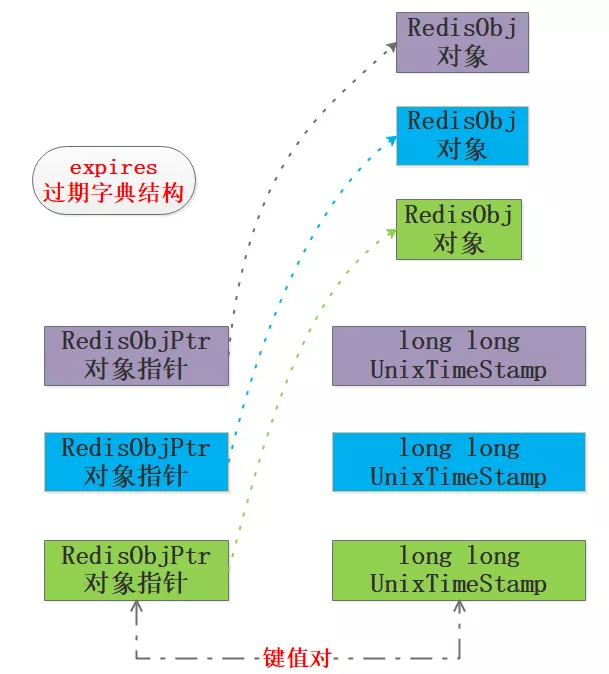 RedisObj
对象
RedisObj
对象
expires
过期字典结构
RedisObj
对象
RedisObjPtr
对象指针
long long
UnixTimeStamp
RedisObjPtr
对象指针
long long
UnixTimeStamp
RedisObjPtr
对象指针
long long
UnixTimeStamp
键值对